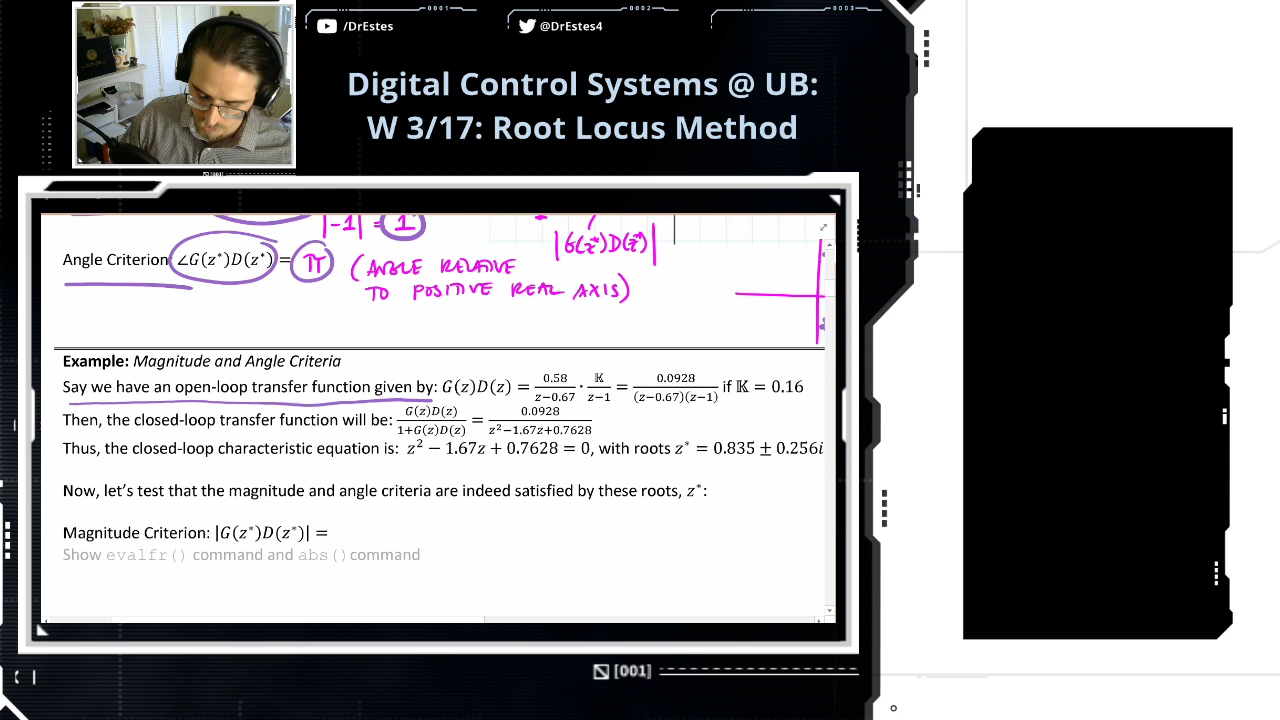 0001
0002
0003
/DrEstes
@DrEstes4
Digital Control Systems @ UB:
W 3/17: Root Locus Method
[001]
|-1| = 1
|G(z*)D(z*)|
Angle Criterion: ∠G(z*)D(z*) = π (ANGLE RELATIVE
TO POSITIVE REAL AXIS)
Example: Magnitude and Angle Criteria
Say we have an open-loop transfer function given by: G(z)D(z) = 0.58/(z−0.67) · 𝕂/(z−1) = 0.0928/((z−0.67)(z−1)) if 𝕂 = 0.16
Then, the closed-loop transfer function will be: G(z)D(z)/(1+G(z)D(z)) = 0.0928/(z²−1.67z+0.7628)
Thus, the closed-loop characteristic equation is: z² − 1.67z + 0.7628 = 0, with roots z* = 0.835 ± 0.256i
Now, let's test that the magnitude and angle criteria are indeed satisfied by these roots, z*:
Magnitude Criterion: |G(z*)D(z*)| =
Show evalfr() command and abs() command
[001]